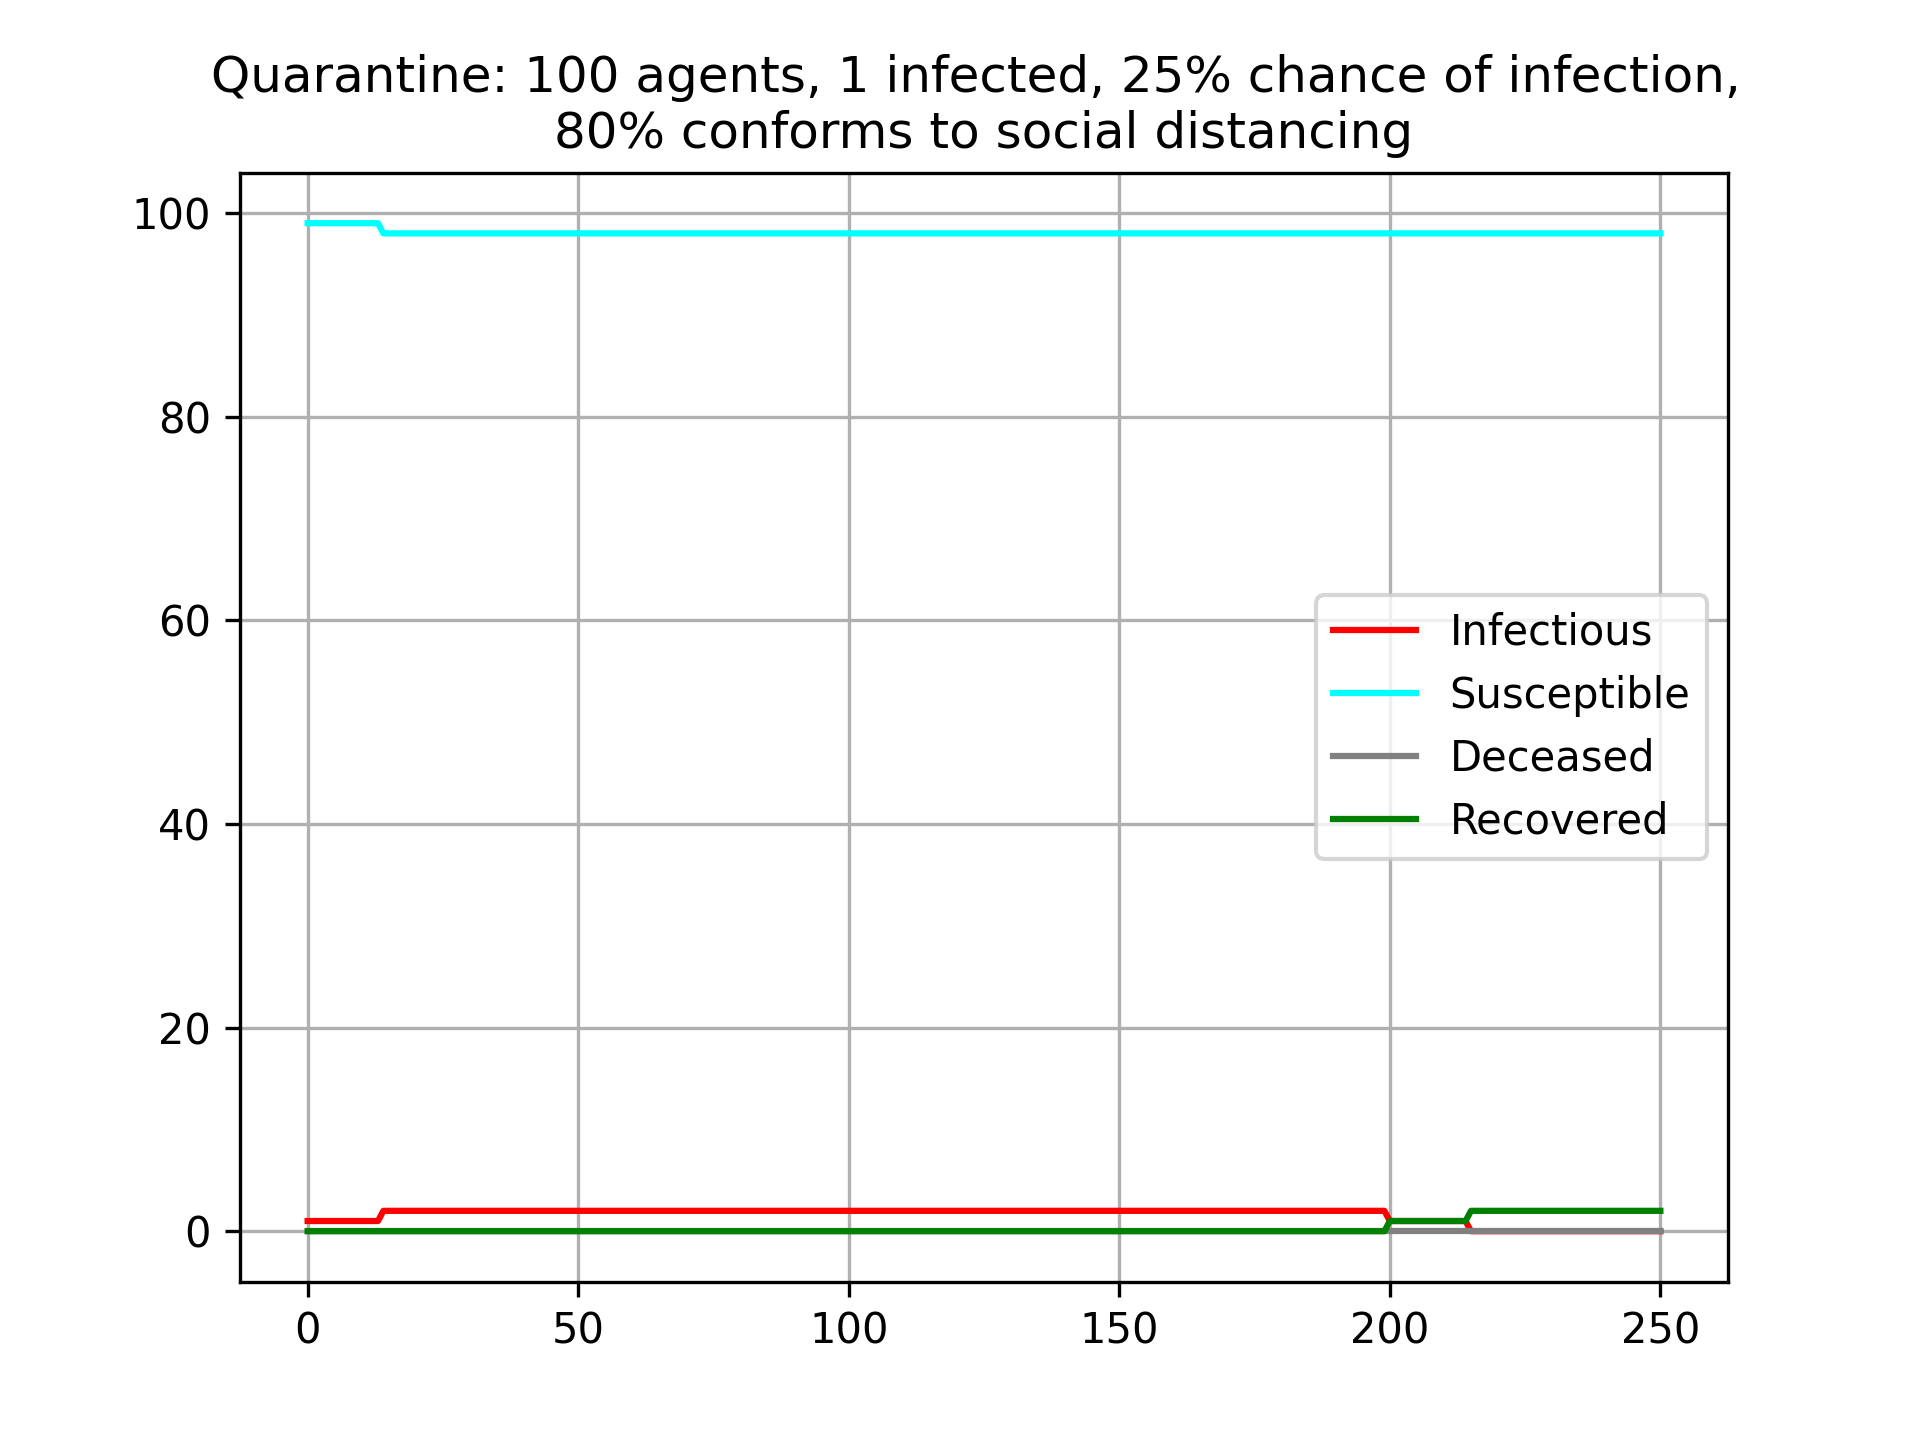 Quarantine: 100 agents, 1 infected, 25% chance of infection,
80% conforms to social distancing
100
80
60
40
20
0
Infectious
Susceptible
Deceased
Recovered
0 50 100 150 200 250